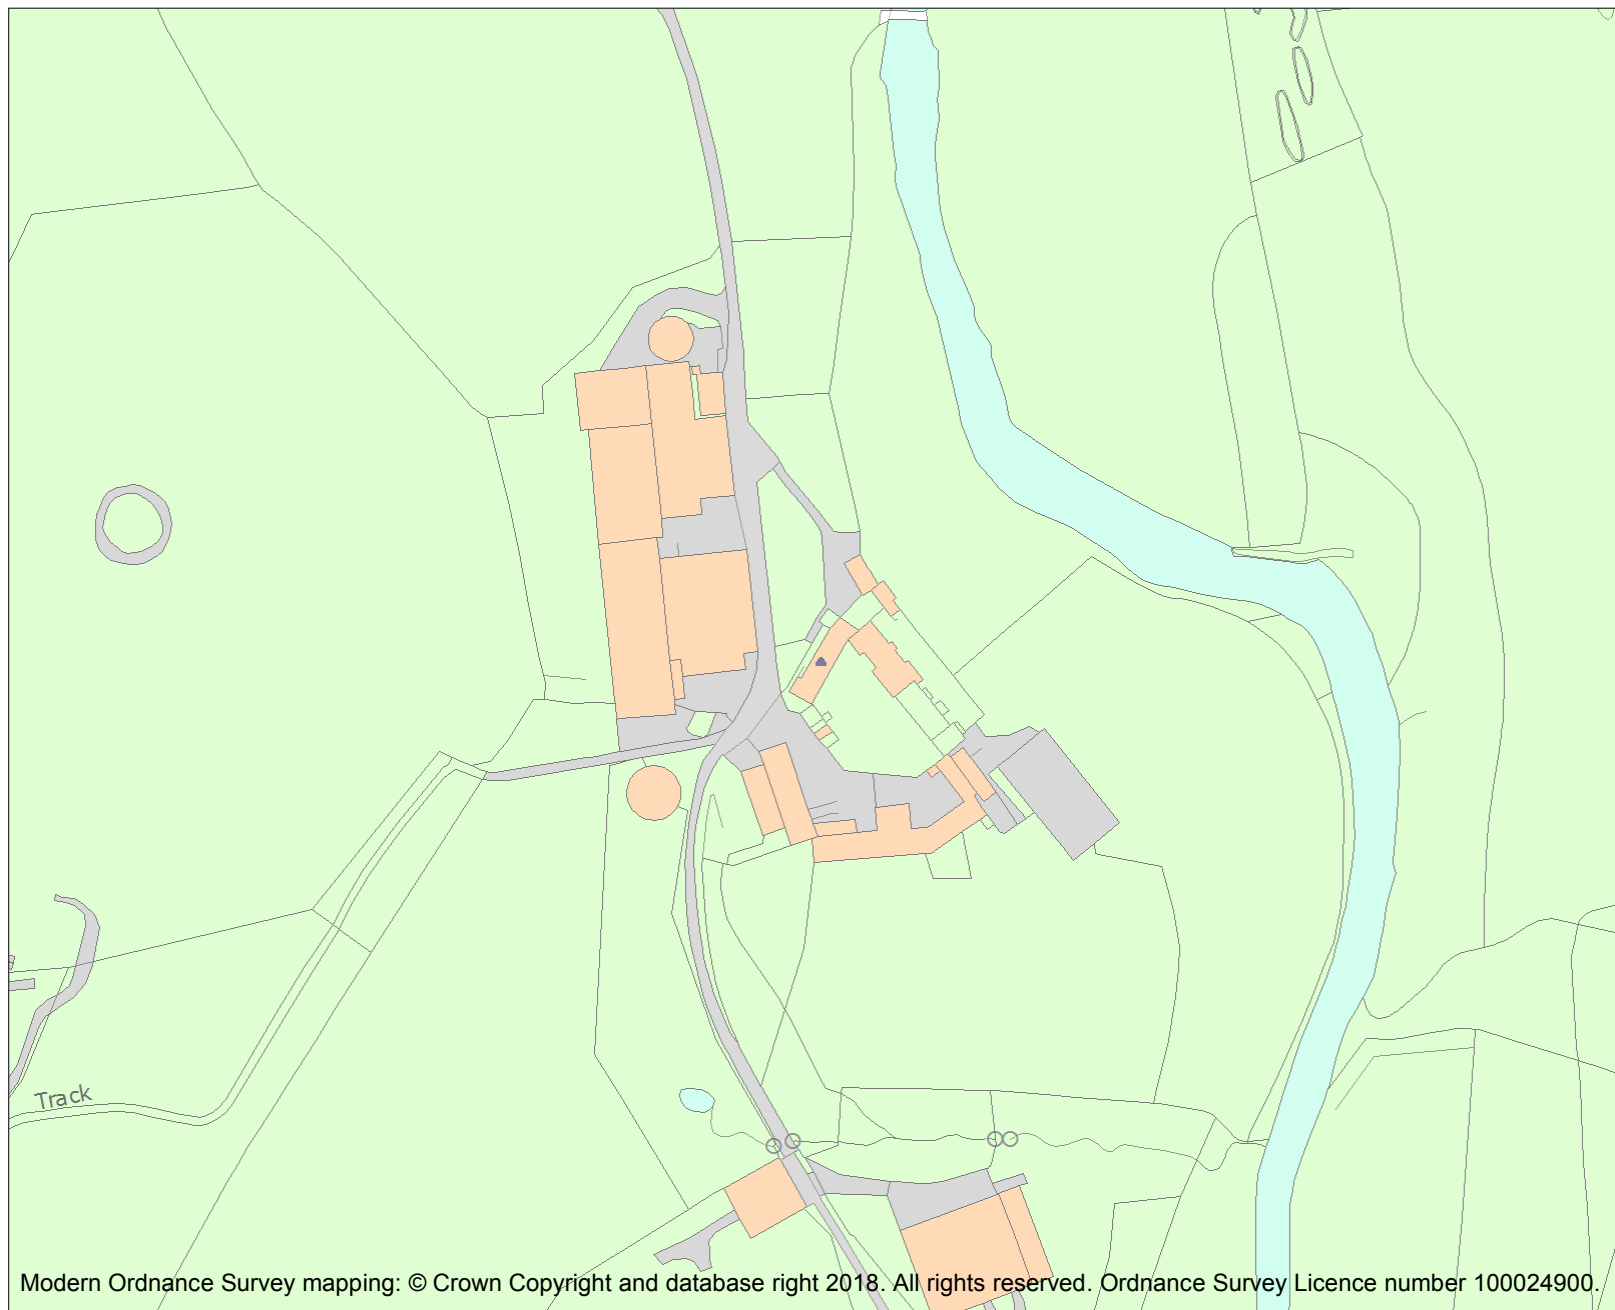 Track
Modern Ordnance Survey mapping: © Crown Copyright and database right 2018. All rights reserved. Ordnance Survey Licence number 100024900.